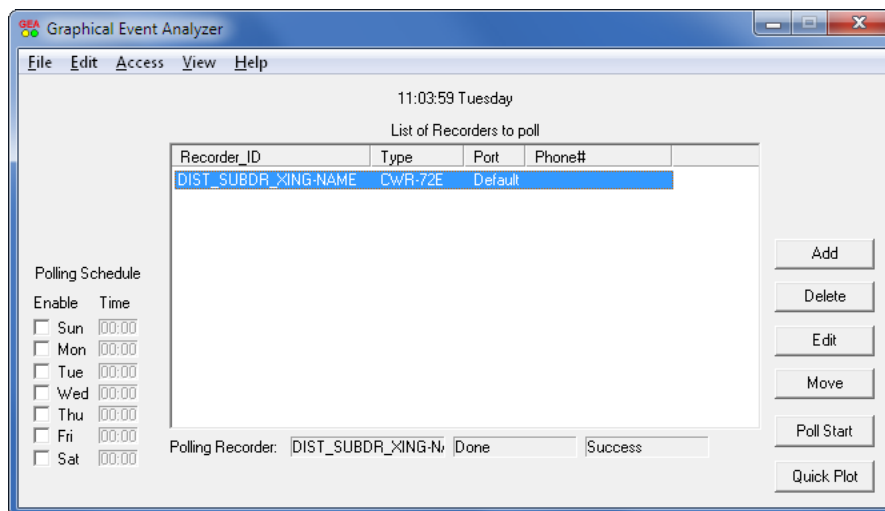 GEA Graphical Event Analyzer
File Edit Access View Help
11:03:59 Tuesday
List of Recorders to poll
Recorder_ID Type Port Phone#
DIST_SUBDR_XING-NAME CWR-72E Default
Polling Schedule
Enable Time
Sun 00:00
Mon 00:00
Tue 00:00
Wed 00:00
Thu 00:00
Fri 00:00
Sat 00:00
Polling Recorder: DIST_SUBDR_XING-N Done Success
Add
Delete
Edit
Move
Poll Start
Quick Plot